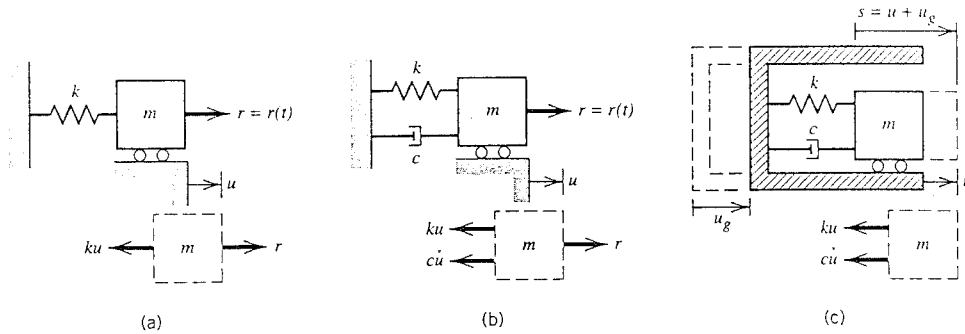 k
m
r = r(t)
u
ku
m
r
(a)
k
c
m
r = r(t)
u
ku
cu̇
m
r
(b)
s = u + u_g
k
c
m
u_g
ku
cu̇
m
(c)